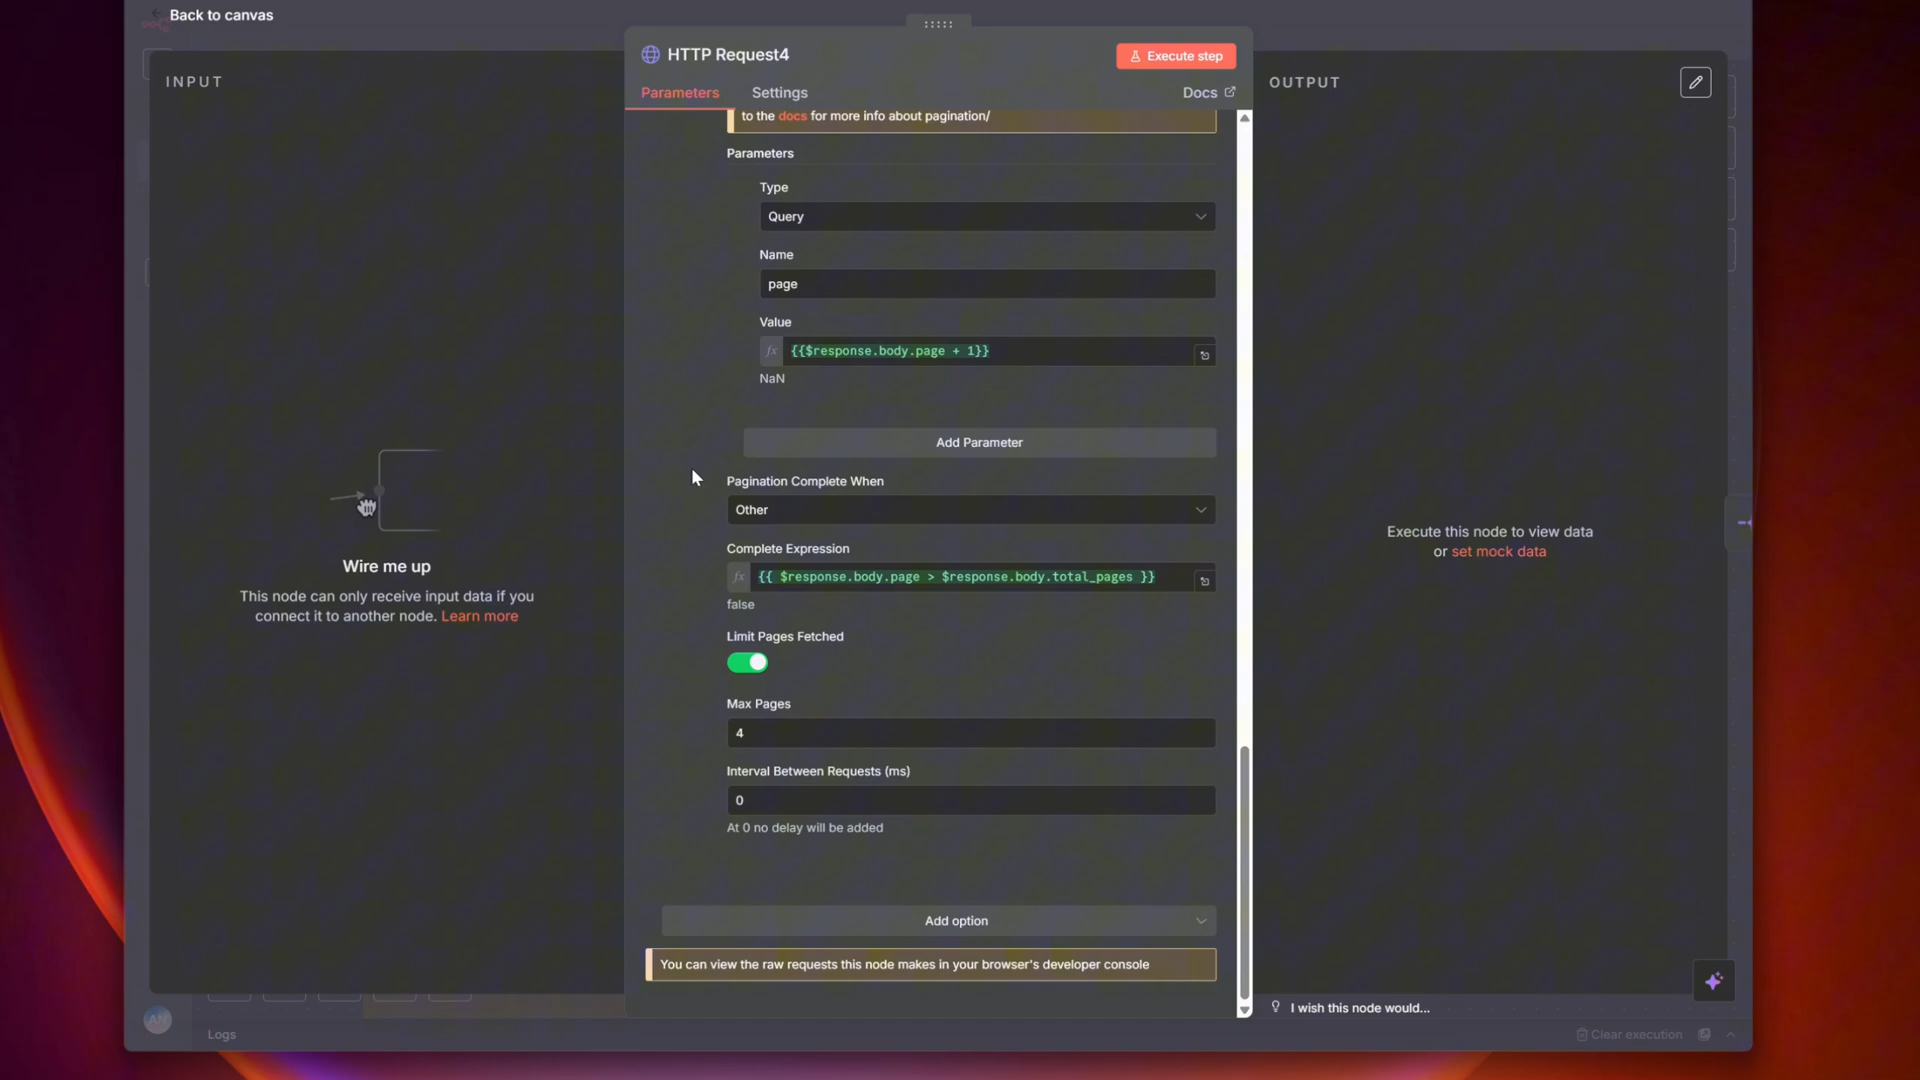 Back to canvas
INPUT
HTTP Request4
Execute step
Parameters
Settings
Docs
OUTPUT
to the docs for more info about pagination/
Parameters
Type
Query
Name
page
Value
fx {{$response.body.page + 1}}
NaN
Add Parameter
Pagination Complete When
Other
Complete Expression
fx {{ $response.body.page > $response.body.total_pages }}
false
Limit Pages Fetched
Max Pages
4
Interval Between Requests (ms)
0
At 0 no delay will be added
Add option
You can view the raw requests this node makes in your browser's developer console
Wire me up
This node can only receive input data if you
connect it to another node. Learn more
Execute this node to view data
or set mock data
I wish this node would...
AN
Logs
Clear execution